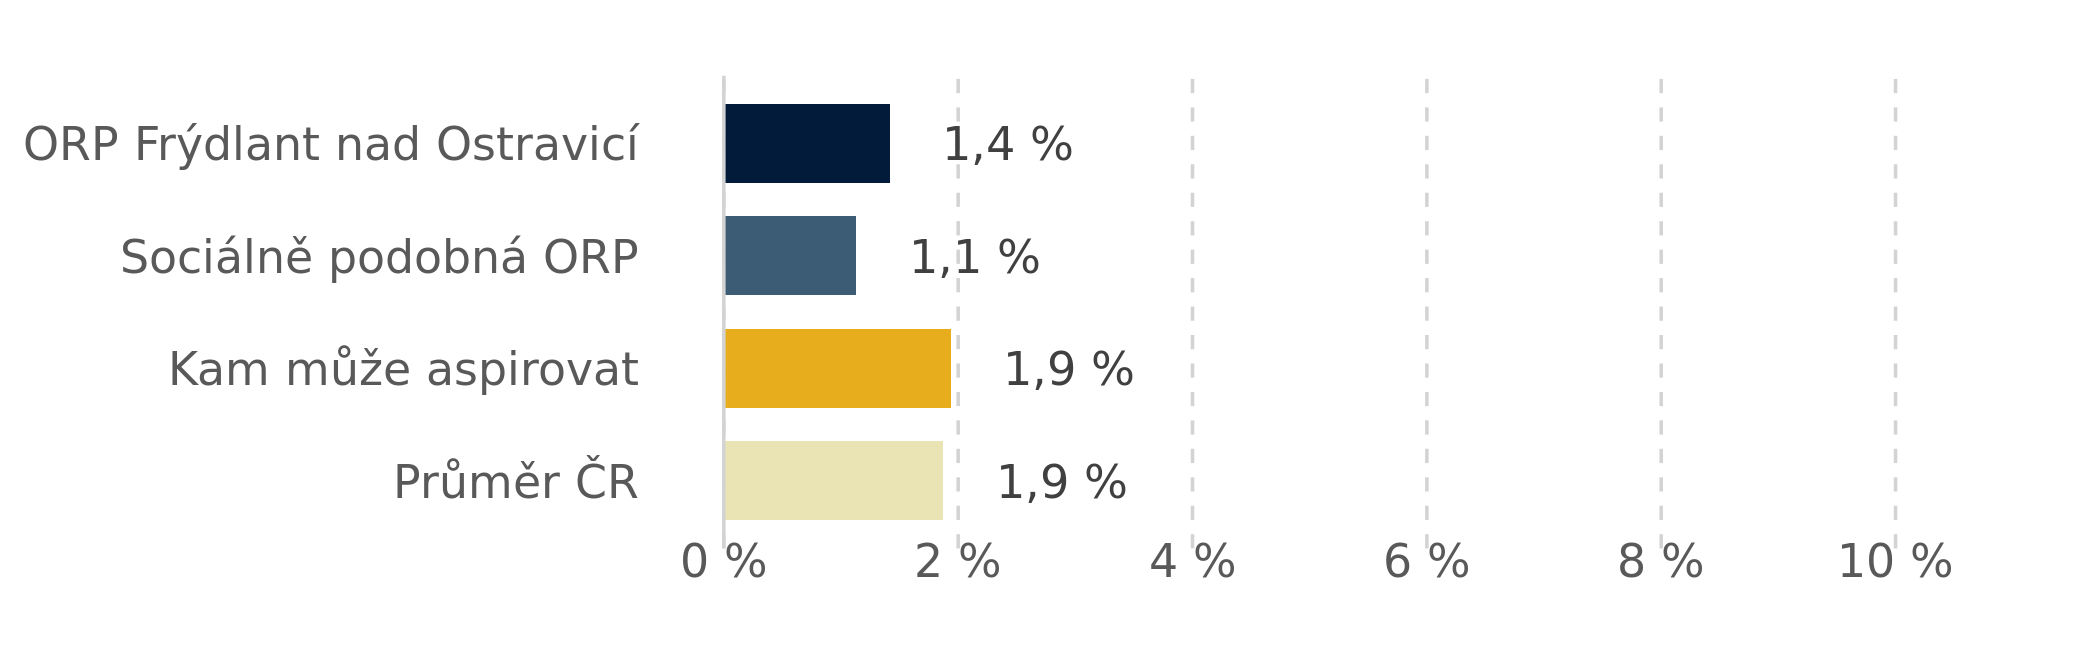 ORP Frýdlant nad Ostravicí 1,4 %
Sociálně podobná ORP 1,1 %
Kam může aspirovat 1,9 %
Průměr ČR 1,9 %
0 % 2 % 4 % 6 % 8 % 10 %